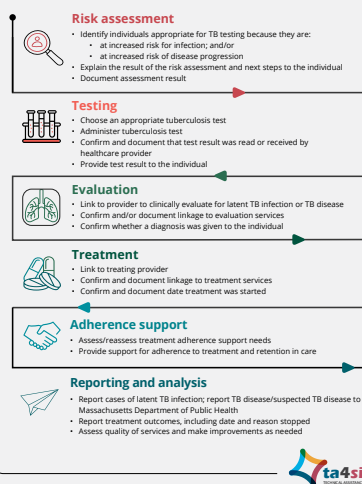 Risk assessment
• Identify individuals appropriate for TB testing because they are:
• at increased risk for infection; and/or
• at increased risk of disease progression
• Explain the result of the risk assessment and next steps to the individual
• Document assessment result
Testing
• Choose an appropriate tuberculosis test
• Administer tuberculosis test
• Confirm and document that test result was read or received by
healthcare provider
• Provide test result to the individual
Evaluation
• Link to provider to clinically evaluate for latent TB infection or TB disease
• Confirm and/or document linkage to evaluation services
• Confirm whether a diagnosis was given to the individual
Treatment
• Link to treating provider
• Confirm and document linkage to treatment services
• Confirm and document date treatment was started
Adherence support
• Assess/reassess treatment adherence support needs
• Provide support for adherence to treatment and retention in care
Reporting and analysis
• Report cases of latent TB infection; report TB disease/suspected TB disease to
Massachusetts Department of Public Health
• Report treatment outcomes, including date and reason stopped
• Assess quality of services and make improvements as needed
ta4si
TECHNICAL ASSISTANCE